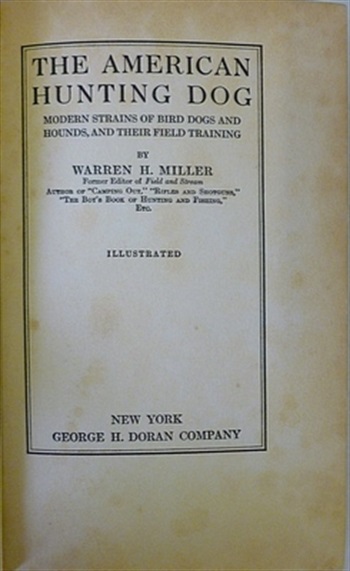 THE AMERICAN
HUNTING DOG
MODERN STRAINS OF BIRD DOGS AND
HOUNDS, AND THEIR FIELD TRAINING
BY
WARREN H. MILLER
Former Editor of Field and Stream
AUTHOR OF "CAMPING OUT," "RIFLES AND SHOTGUNS,"
"THE BOY'S BOOK OF HUNTING AND FISHING,"
ETC.
ILLUSTRATED
NEW YORK
GEORGE H. DORAN COMPANY